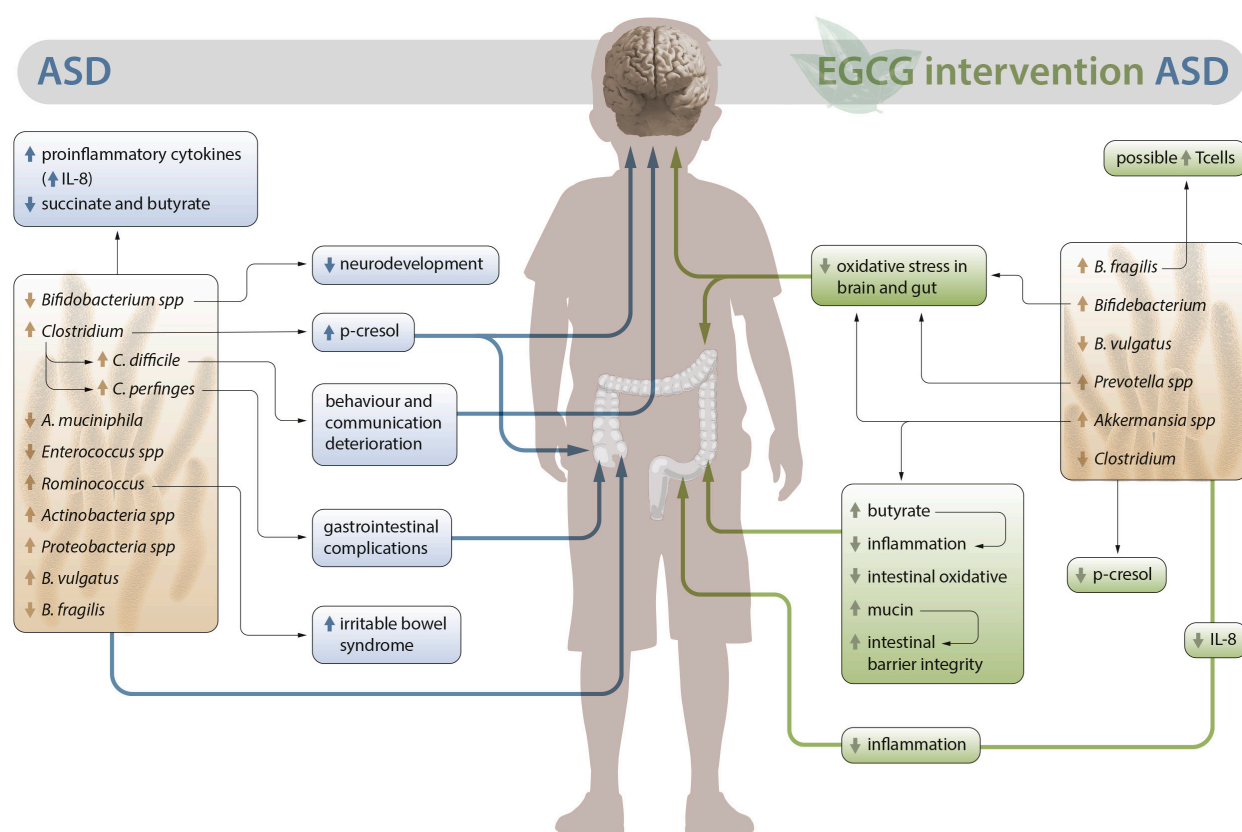 ASD
EGCG intervention ASD
proinflammatory cytokines
(IL-8)
succinate and butyrate
Bifidobacterium spp
Clostridium
C. difficile
C. perfinges
A. muciniphila
Enterococcus spp
Rominococcus
Actinobacteria spp
Proteobacteria spp
B. vulgatus
B. fragilis
neurodevelopment
p-cresol
behaviour and
communication
deterioration
gastrointestinal
complications
irritable bowel
syndrome
oxidative stress in
brain and gut
butyrate
inflammation
intestinal oxidative
mucin
intestinal
barrier integrity
inflammation
possible Tcells
B. fragilis
Bifidebacterium
B. vulgatus
Prevotella spp
Akkermansia spp
Clostridium
p-cresol
IL-8